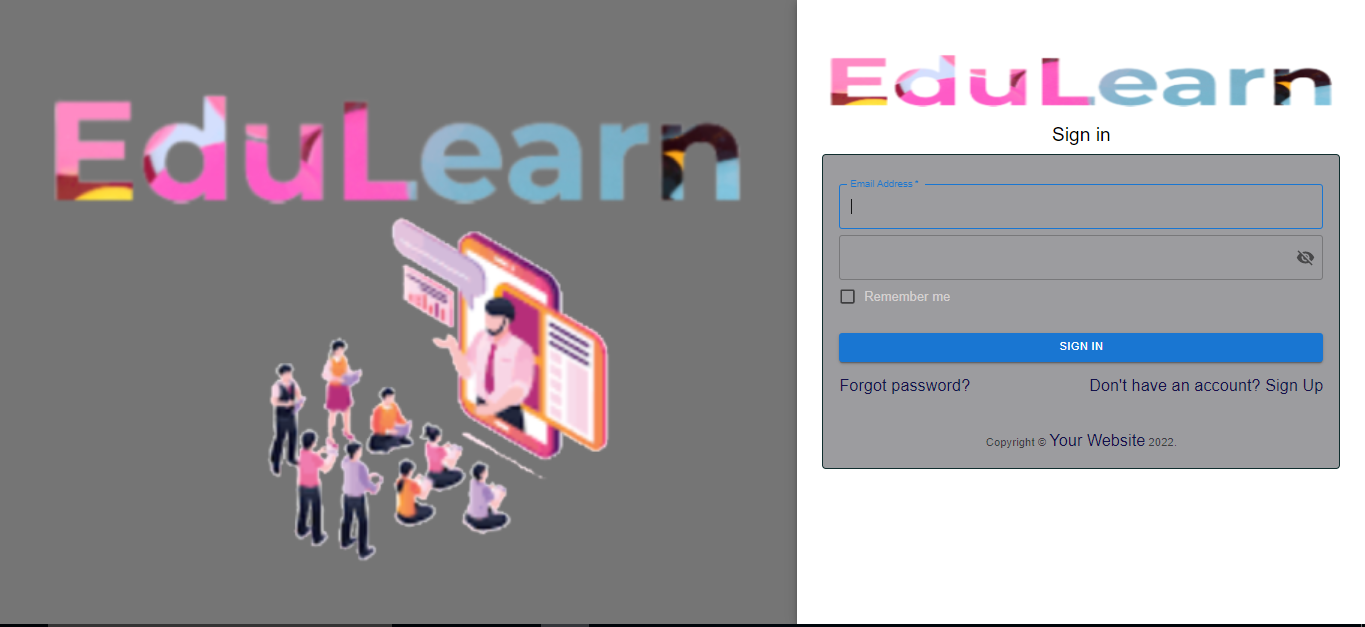 EduLearn
EduLearn
Sign in
Email Address *
Remember me
SIGN IN
Forgot password? Don't have an account? Sign Up
Copyright © Your Website 2022.